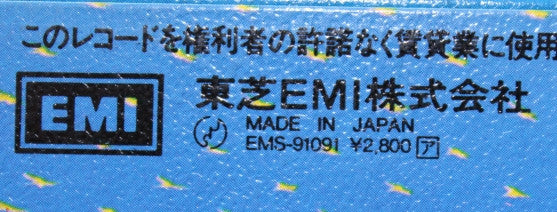 このレコードを権利者の許諾なく賃貸業に使用
EMI 東芝EMI株式会社
MADE IN JAPAN
EMS-91091 ¥2,800 ア